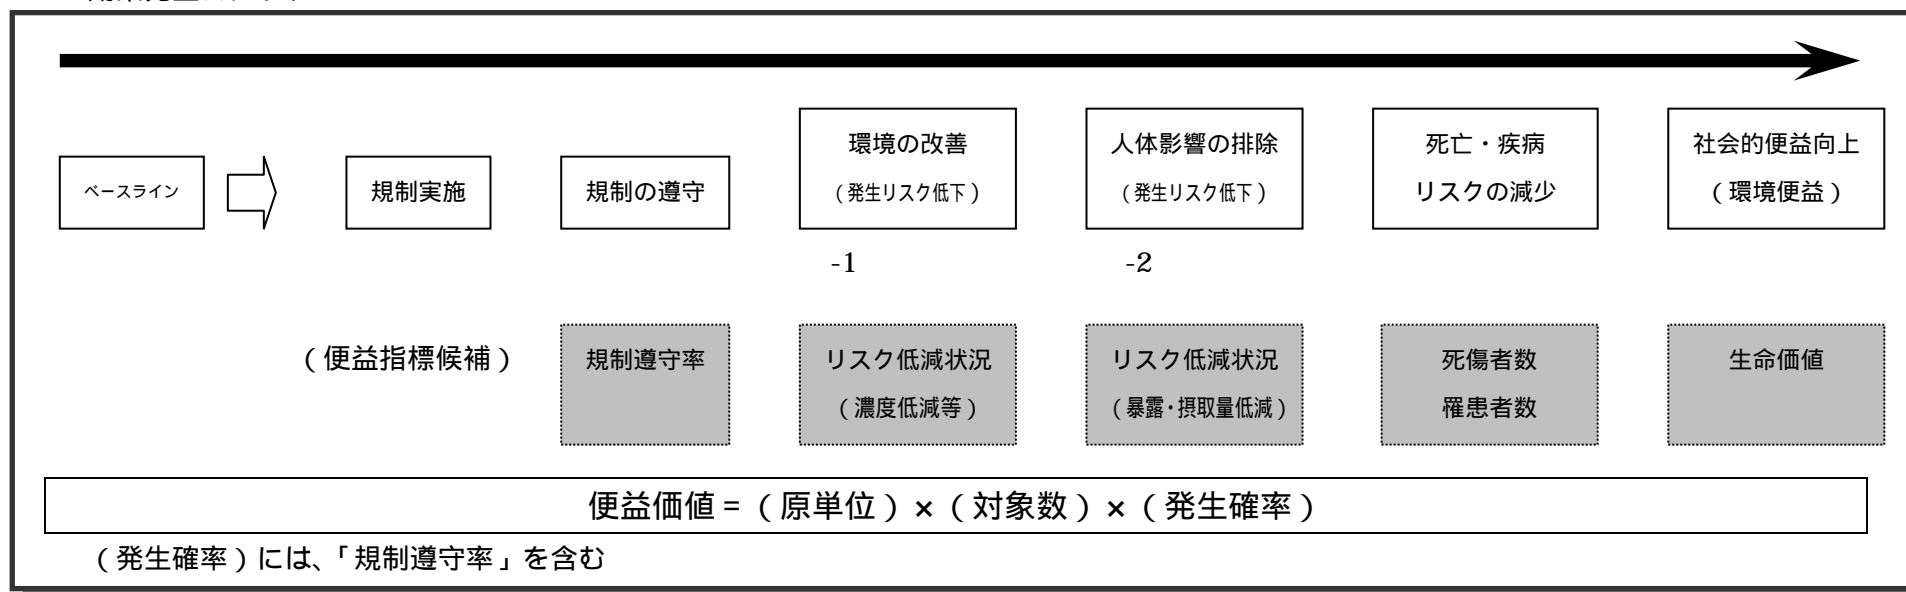 ベースライン
規制実施
規制の遵守
環境の改善
（発生リスク低下）
人体影響の排除
（発生リスク低下）
死亡・疾病
リスクの減少
社会的便益向上
（環境便益）
-1
-2
（便益指標候補）
規制遵守率
リスク低減状況
（濃度低減等）
リスク低減状況
（暴露・摂取量低減）
死傷者数
罹患者数
生命価値
便益価値=（原単位）×（対象数）×（発生確率）
（発生確率）には、「規制遵守率」を含む